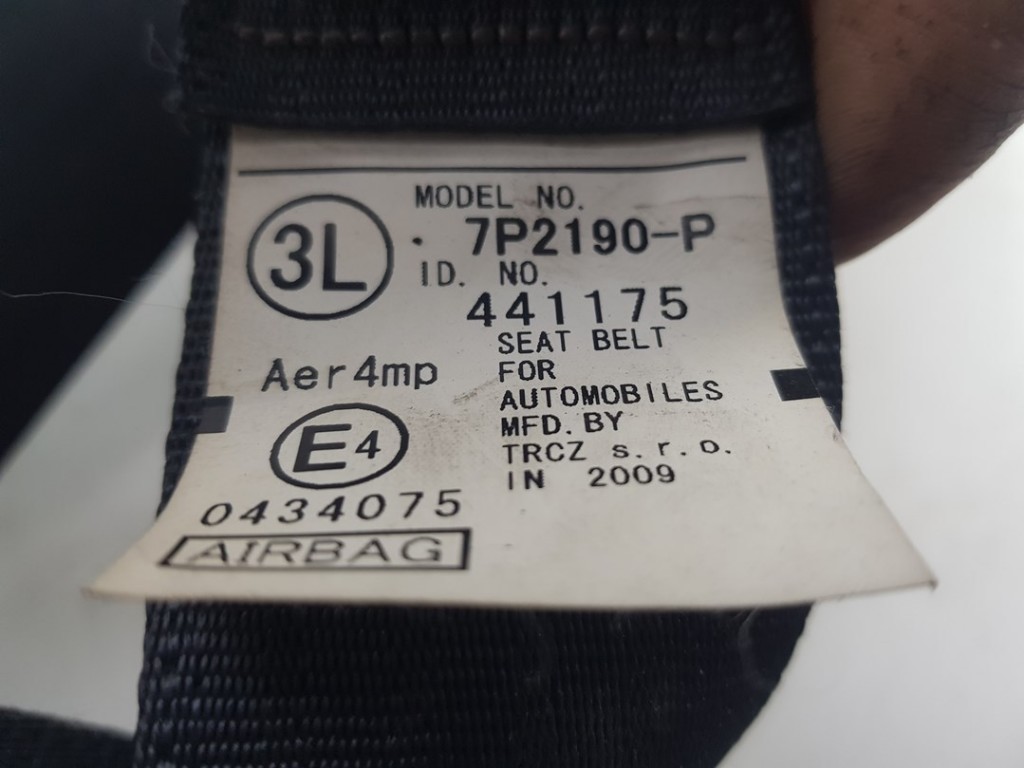 3L
MODEL NO.
7P2190-P
ID. NO.
441175
Aer4mp
E4
0434075
AIRBAG
SEAT BELT
FOR
AUTOMOBILES
MFD. BY
TRCZ s.r.o.
IN 2009